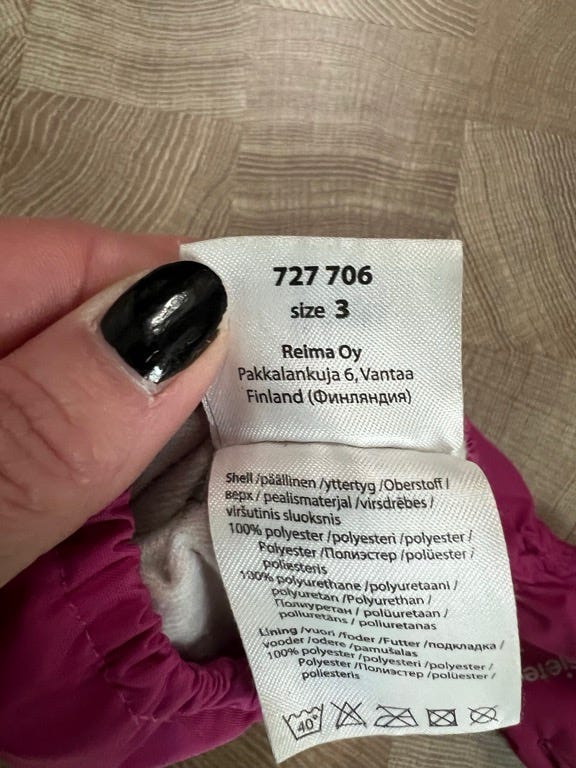 727 706
size 3
Reima Oy
Pakkalankuja 6, Vantaa
Finland (Финляндия)
Shell /päällinen /yttertyg /Oberstoff /
верх / pealismaterjal /virsdrēbes /
viršutinis sluoksnis
100% polyester /polyesteri /polyester /
Polyester /Полиэстер /polüester /
poliesteris
100% polyurethane /polyuretaani /
polyuretan /Polyurethan /
Полиуретан / polüuretaan /
poliuretāns / poliuretanas
Lining /vuori /foder /Futter /подкладка /
vooder /odere /pamušalas
100% polyester /polyesteri /polyester /
Polyester /Полиэстер /polüester /
poliesteris
40°